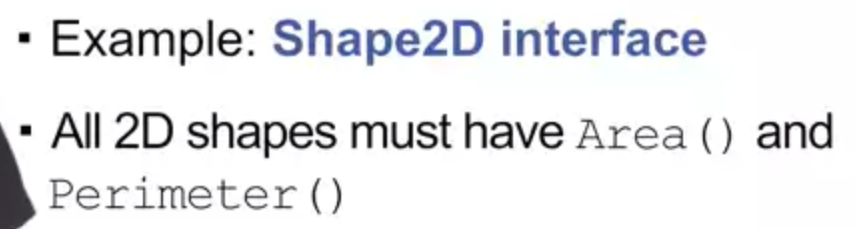 ▪ Example: Shape2D interface
▪ All 2D shapes must have Area() and
Perimeter()